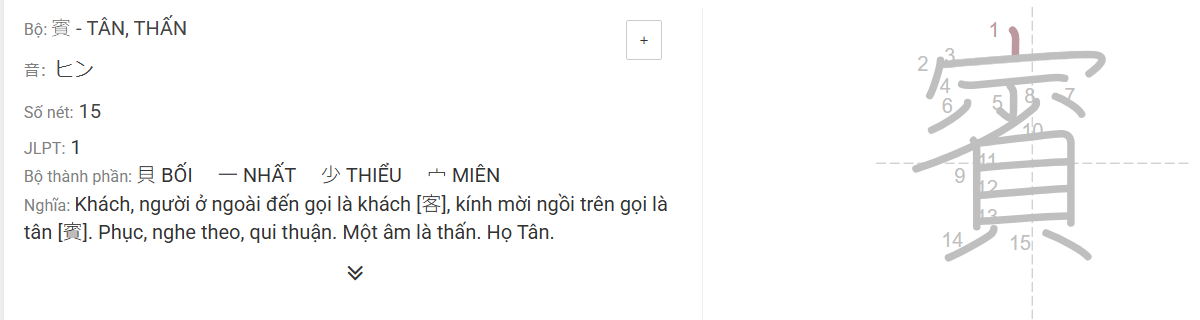 Bộ: 賓 - TÂN, THẤN
+
音: ヒン
Số nét: 15
JLPT: 1
Bộ thành phần: 貝 BỐI 一 NHẤT 少 THIỂU 宀 MIÊN
Nghĩa: Khách, người ở ngoài đến gọi là khách [客], kính mời ngồi trên gọi là
tân [賓]. Phục, nghe theo, qui thuận. Một âm là thấn. Họ Tân.
賓
1
2 3
4
6 5 8 7
10
11
9
12
13
14 15